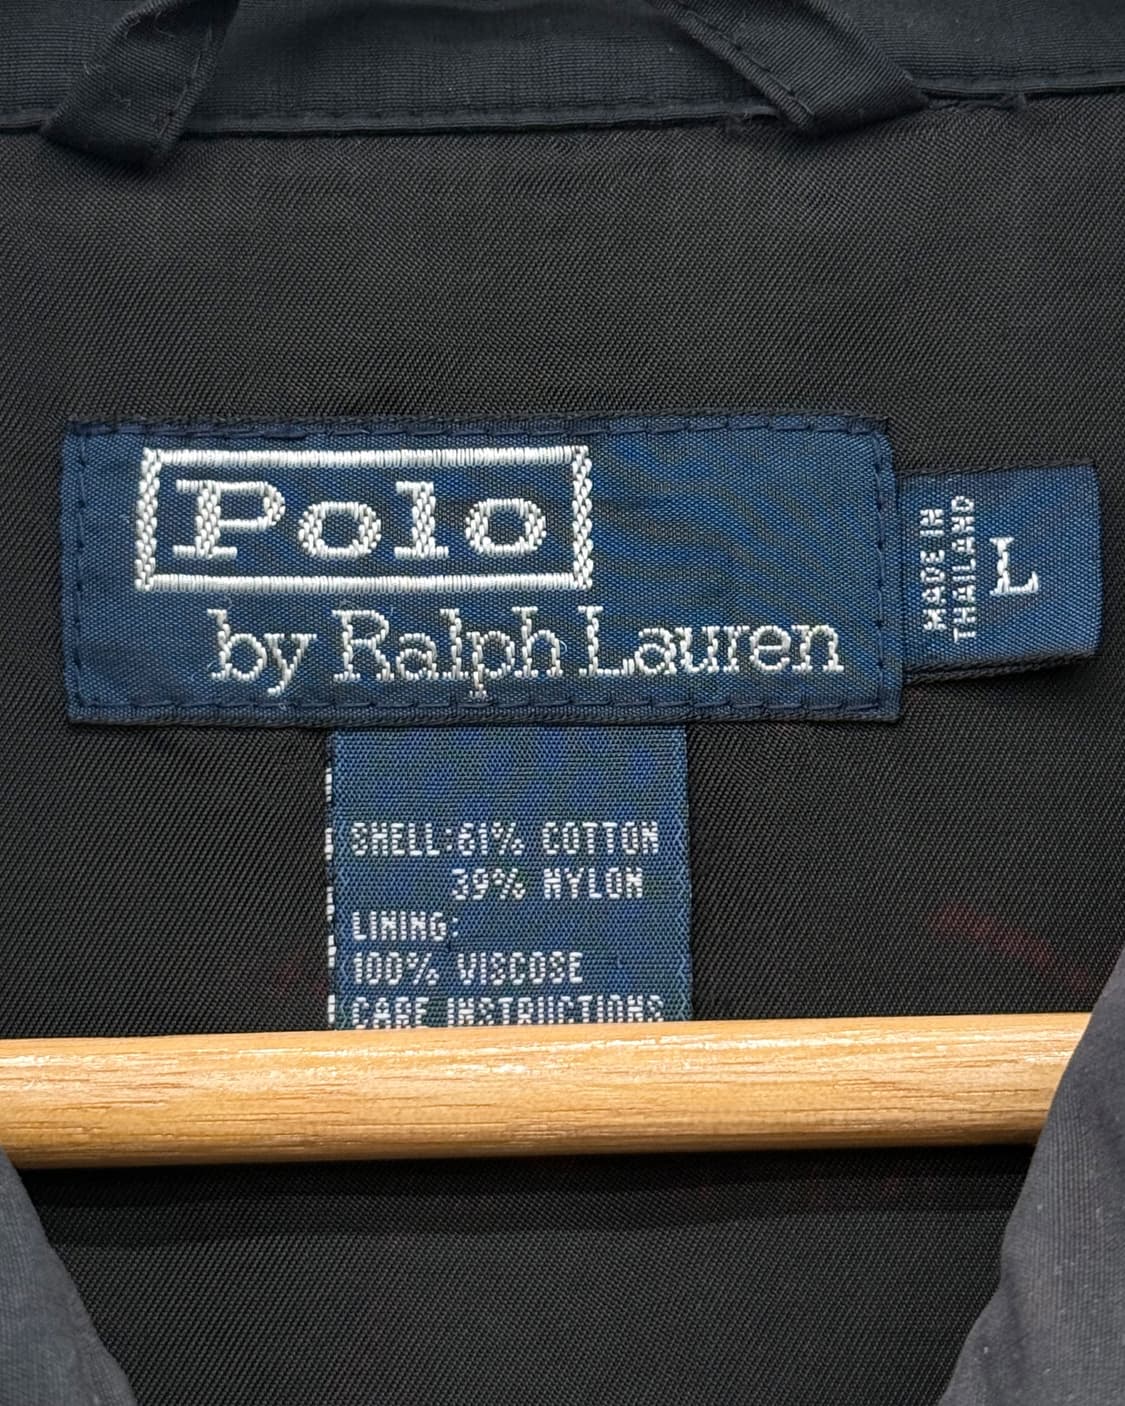 Polo
by Ralph Lauren
MADE IN
THAILAND
L
SHELL:61% COTTON
39% NYLON
LINING:
100% VISCOSE
CARE INSTRUCTIONS